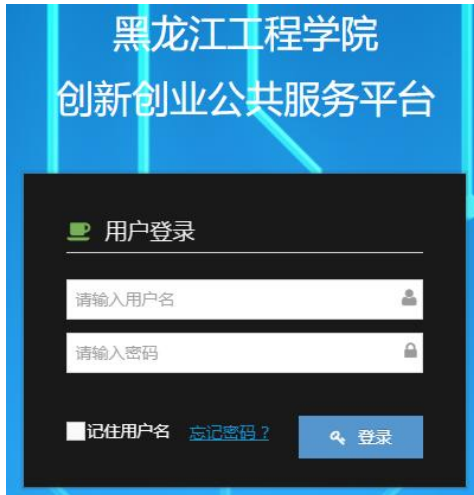 黑龙江工程学院
创新创业公共服务平台
用户登录
请输入用户名
请输入密码
记住用户名 忘记密码？ 登录